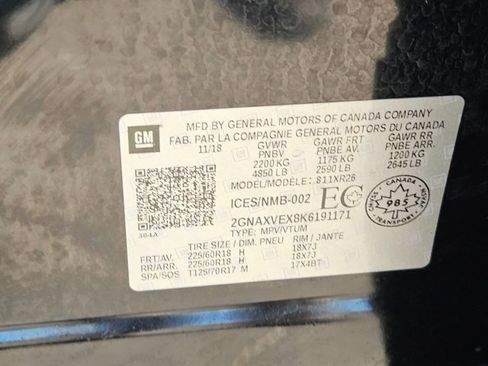 GM
MFD BY GENERAL MOTORS OF CANADA COMPANY
FAB. PAR LA COMPAGNIE GENERAL MOTORS DU CANADA
11/18 GVWR GAWR FRT GAWR RR
PNBV PNBE AV. PNBE ARR.
2200 KG 1175 KG 1200 KG
4850 LB 2590 LB 2645 LB
MODEL/MODÈLE: 811XR26
ICES/NMB-002 EC
2GNAXVEX8K6191171
TYPE: MPV/VTUM
304A
TIRE SIZE / DIM. PNEU RIM / JANTE
FRT/AV. 225/60R18 H 18X7J
RR/ARR. 225/60R18 H 18X7J
SPA/SOS T125/70R17 M 17X4BT
CANADA
985
TRANSPORT